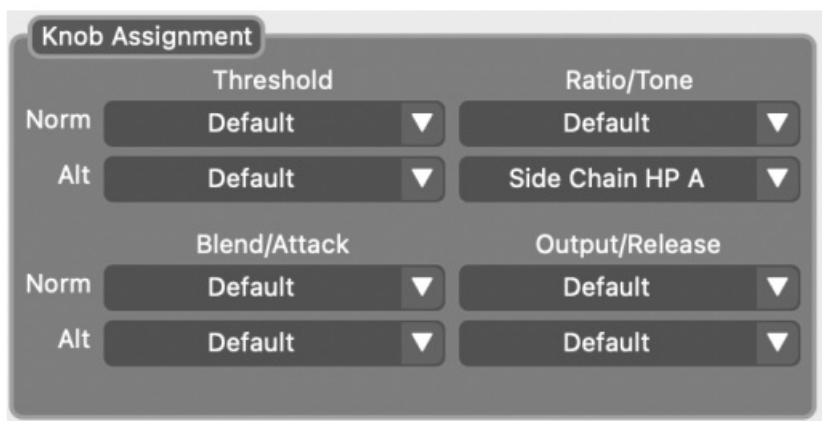 Knob Assignment
Threshold Ratio/Tone
Norm Default Default
Alt Default Side Chain HP A
Blend/Attack Output/Release
Norm Default Default
Alt Default Default